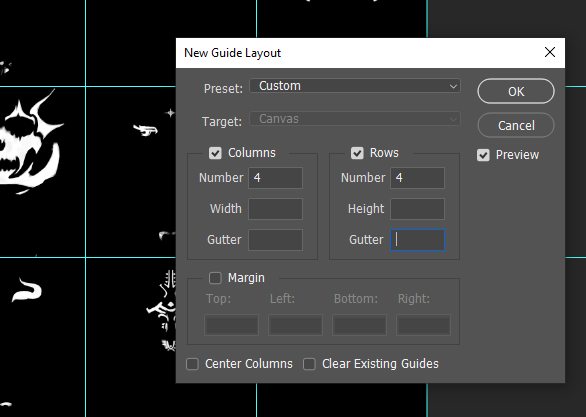 New Guide Layout
Preset: Custom
OK
Target: Canvas
Cancel
Columns
Rows
Preview
Number 4
Number 4
Width
Height
Gutter
Gutter
Margin
Top: Left: Bottom: Right:
Center Columns
Clear Existing Guides